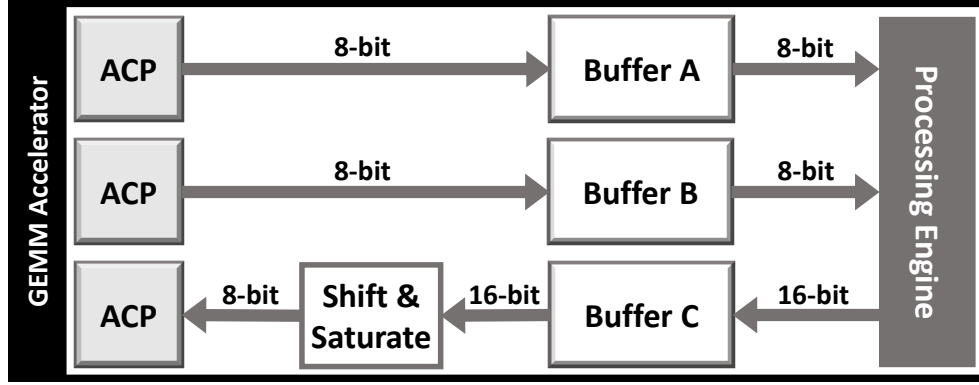 GEMM Accelerator
ACP
8-bit
Buffer A
8-bit
ACP
8-bit
Buffer B
8-bit
ACP
8-bit
Shift &
Saturate
16-bit
Buffer C
16-bit
Processing Engine